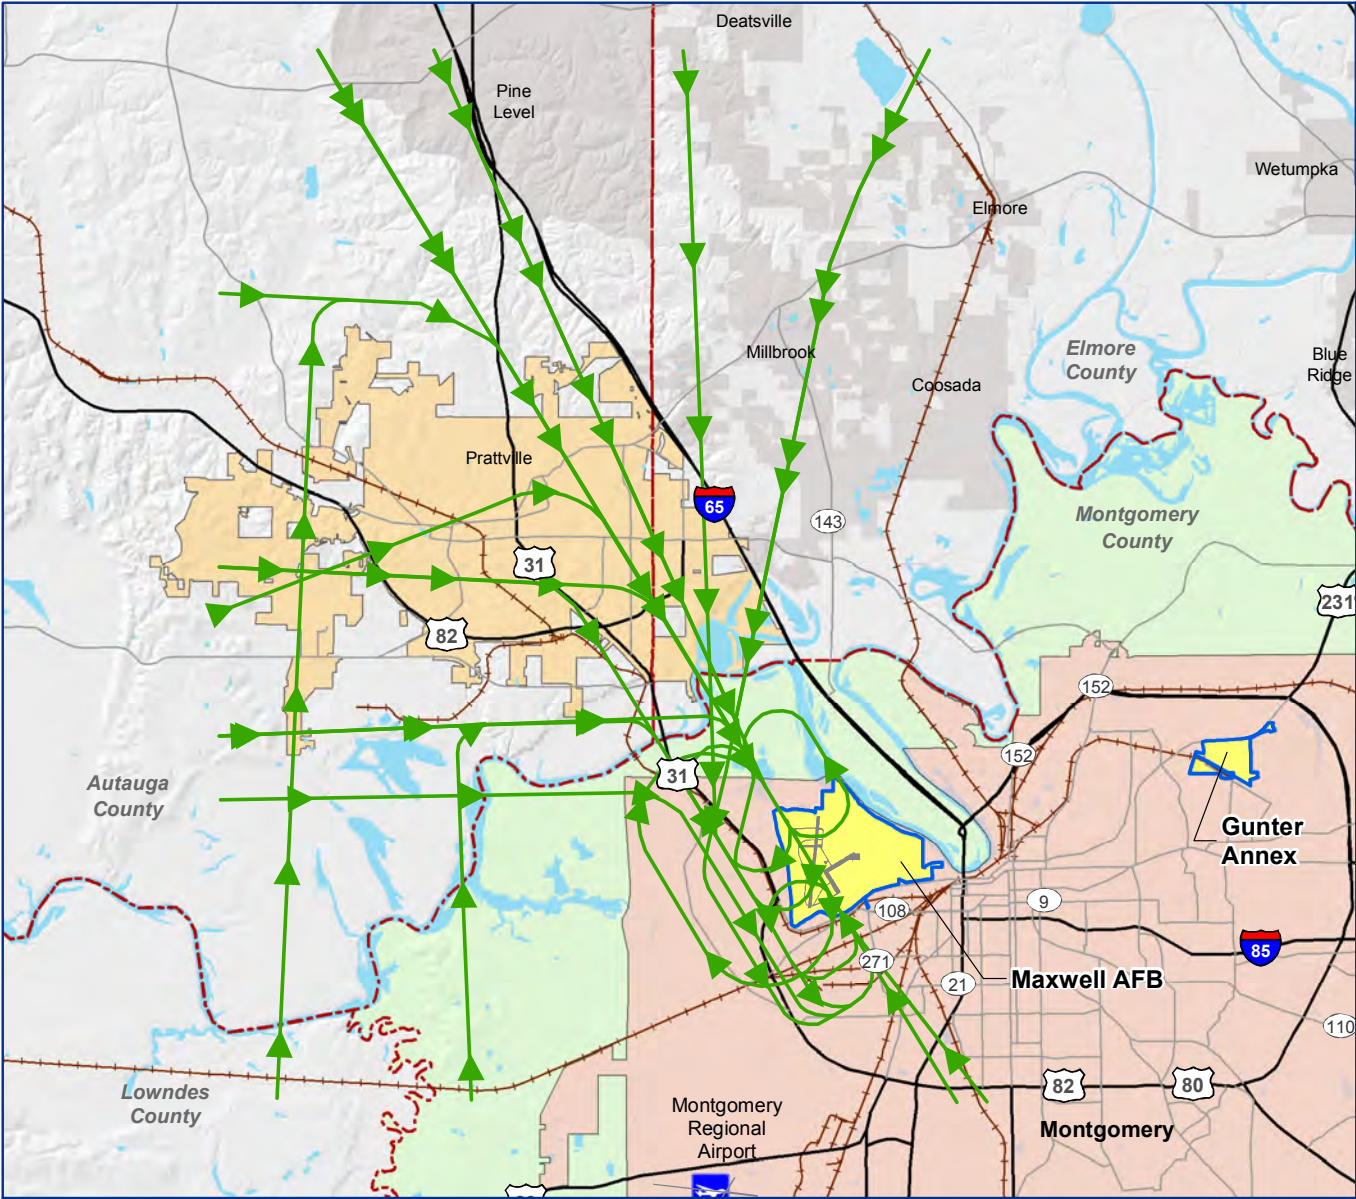 Deatsville
Pine
Level
Wetumpka
Elmore
Millbrook
Elmore
County
Blue
Ridge
Coosada
Prattville
65
143
Montgomery
County
31
231
82
152
152
31
Autauga
County
Gunter
Annex
9
108
85
271
21
Maxwell AFB
110
Lowndes
County
82
80
Montgomery
Regional
Airport
Montgomery